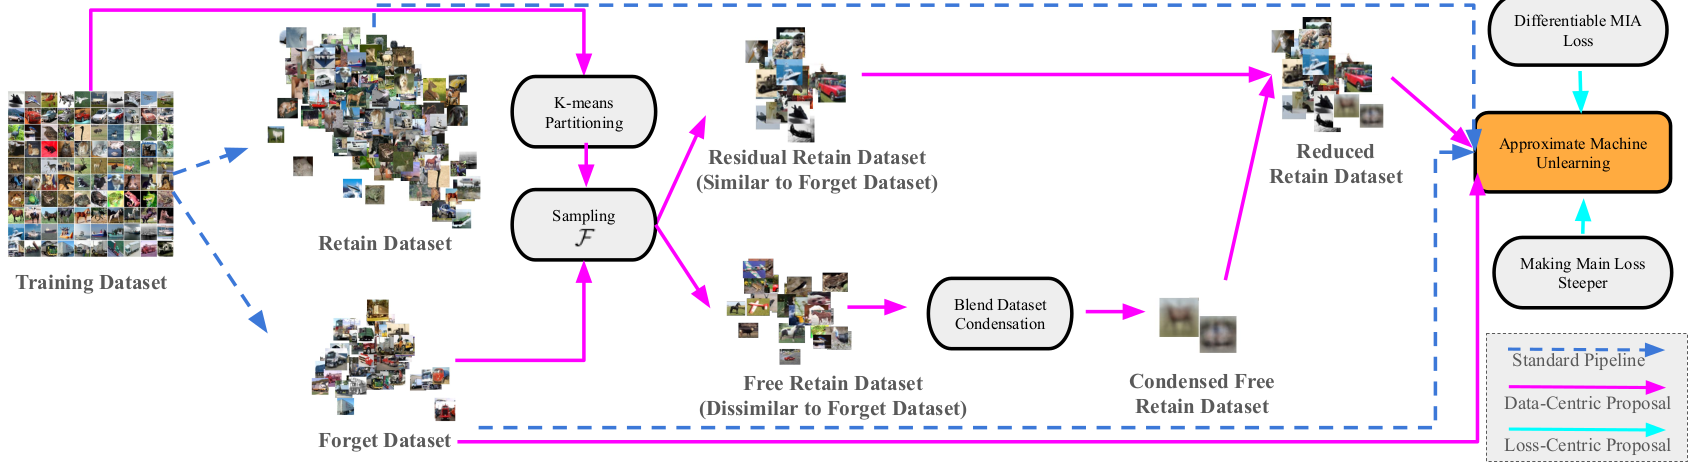 Training Dataset
Retain Dataset
Forget Dataset
K-means
Partitioning
Sampling
ℱ
Residual Retain Dataset
(Similar to Forget Dataset)
Free Retain Dataset
(Dissimilar to Forget Dataset)
Blend Dataset
Condensation
Condensed Free
Retain Dataset
Reduced
Retain Dataset
Differentiable MIA
Loss
Approximate Machine
Unlearning
Making Main Loss
Steeper
Standard Pipeline
Data-Centric Proposal
Loss-Centric Proposal